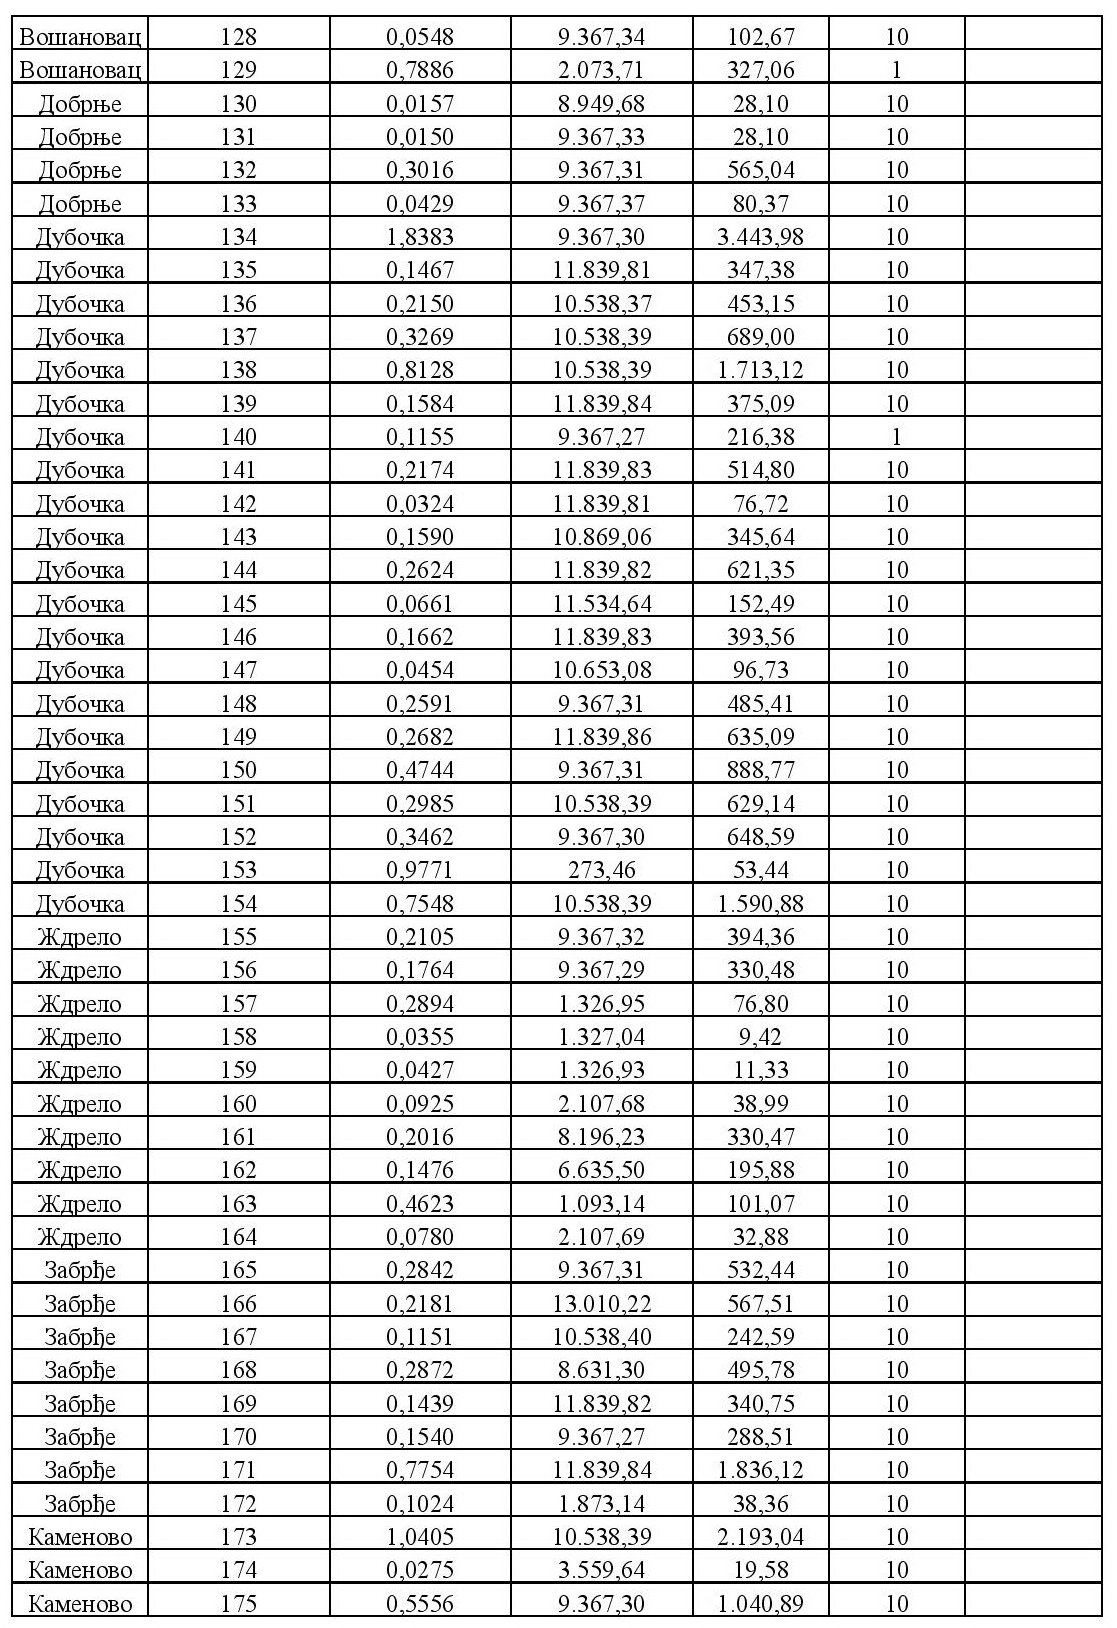 Вошановац 128 0,0548 9.367,34 102,67 10
Вошановац 129 0,7886 2.073,71 327,06 1
Добрње 130 0,0157 8.949,68 28,10 10
Добрње 131 0,0150 9.367,33 28,10 10
Добрње 132 0,3016 9.367,31 565,04 10
Добрње 133 0,0429 9.367,37 80,37 10
Дубочка 134 1,8383 9.367,30 3.443,98 10
Дубочка 135 0,1467 11.839,81 347,38 10
Дубочка 136 0,2150 10.538,37 453,15 10
Дубочка 137 0,3269 10.538,39 689,00 10
Дубочка 138 0,8128 10.538,39 1.713,12 10
Дубочка 139 0,1584 11.839,84 375,09 10
Дубочка 140 0,1155 9.367,27 216,38 1
Дубочка 141 0,2174 11.839,83 514,80 10
Дубочка 142 0,0324 11.839,81 76,72 10
Дубочка 143 0,1590 10.869,06 345,64 10
Дубочка 144 0,2624 11.839,82 621,35 10
Дубочка 145 0,0661 11.534,64 152,49 10
Дубочка 146 0,1662 11.839,83 393,56 10
Дубочка 147 0,0454 10.653,08 96,73 10
Дубочка 148 0,2591 9.367,31 485,41 10
Дубочка 149 0,2682 11.839,86 635,09 10
Дубочка 150 0,4744 9.367,31 888,77 10
Дубочка 151 0,2985 10.538,39 629,14 10
Дубочка 152 0,3462 9.367,30 648,59 10
Дубочка 153 0,9771 273,46 53,44 10
Дубочка 154 0,7548 10.538,39 1.590,88 10
Ждрело 155 0,2105 9.367,32 394,36 10
Ждрело 156 0,1764 9.367,29 330,48 10
Ждрело 157 0,2894 1.326,95 76,80 10
Ждрело 158 0,0355 1.327,04 9,42 10
Ждрело 159 0,0427 1.326,93 11,33 10
Ждрело 160 0,0925 2.107,68 38,99 10
Ждрело 161 0,2016 8.196,23 330,47 10
Ждрело 162 0,1476 6.635,50 195,88 10
Ждрело 163 0,4623 1.093,14 101,07 10
Ждрело 164 0,0780 2.107,69 32,88 10
Забрђе 165 0,2842 9.367,31 532,44 10
Забрђе 166 0,2181 13.010,22 567,51 10
Забрђе 167 0,1151 10.538,40 242,59 10
Забрђе 168 0,2872 8.631,30 495,78 10
Забрђе 169 0,1439 11.839,82 340,75 10
Забрђе 170 0,1540 9.367,27 288,51 10
Забрђе 171 0,7754 11.839,84 1.836,12 10
Забрђе 172 0,1024 1.873,14 38,36 10
Каменово 173 1,0405 10.538,39 2.193,04 10
Каменово 174 0,0275 3.559,64 19,58 10
Каменово 175 0,5556 9.367,30 1.040,89 10